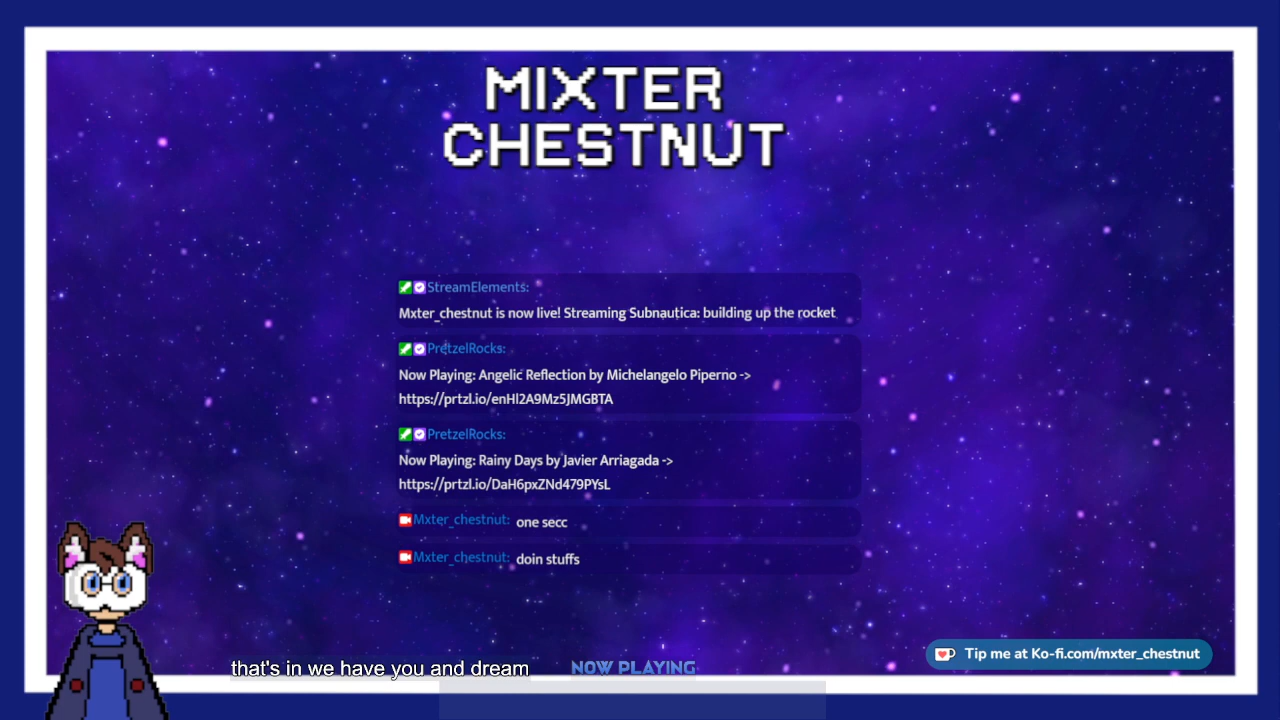 MIXTER
CHESTNUT
StreamElements:
Mxter_chestnut is now live! Streaming Subnautica: building up the rocket
PretzelRocks:
Now Playing: Angelic Reflection by Michelangelo Piperno ->
https://prtzl.io/enHl2A9Mz5JMGBTA
PretzelRocks:
Now Playing: Rainy Days by Javier Arriagada ->
https://prtzl.io/DaH6pxZNd479PYsL
Mxter_chestnut: one secc
Mxter_chestnut: doin stuffs
Tip me at Ko-fi.com/mxter_chestnut
that's in we have you and dream
NOW PLAYING